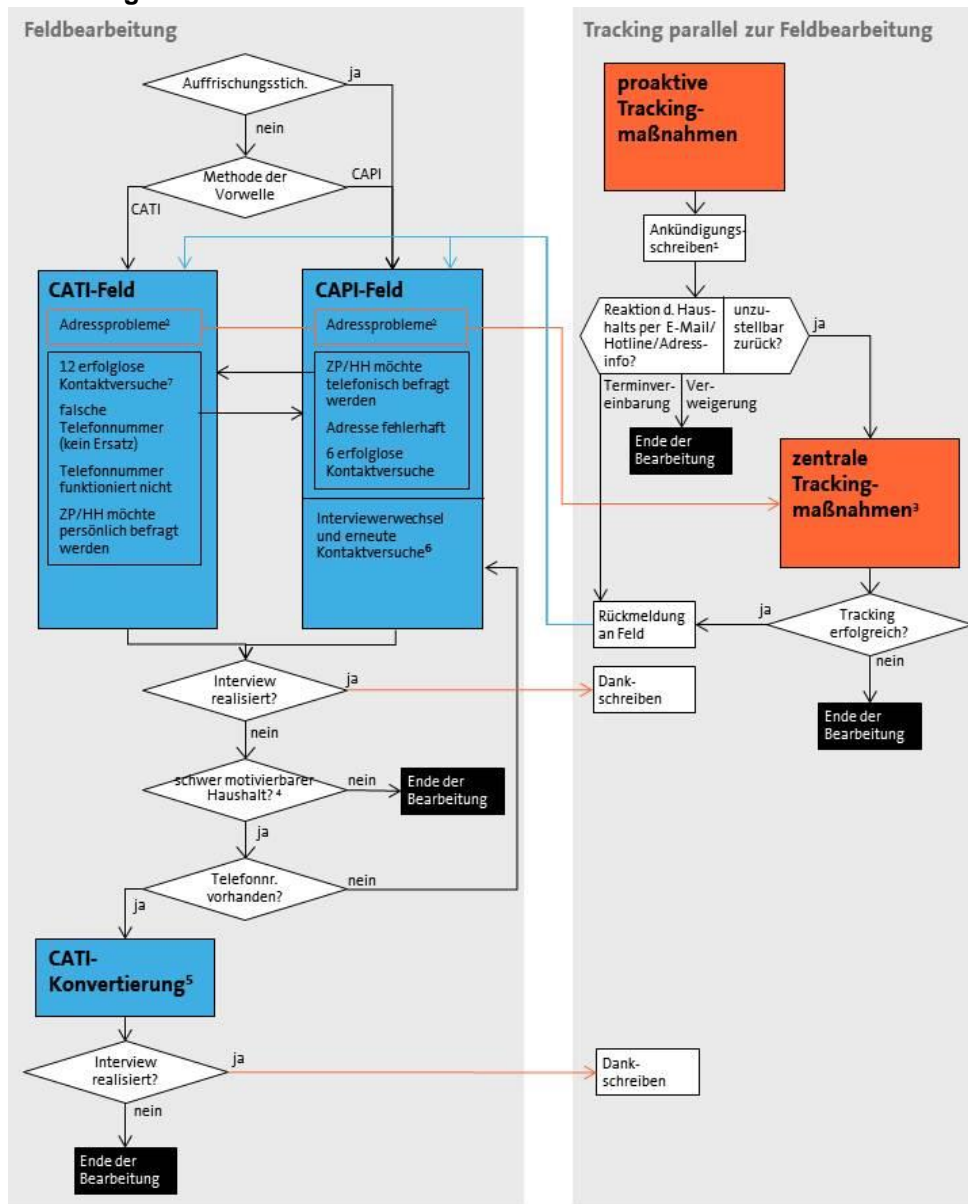 Feldbearbeitung
Auffrischungsstich.
ja
nein
Methode der
Vorwelle
CATI
CAPI
CATI-Feld
Adressprobleme²
12 erfolglose
Kontaktversuche⁷
falsche
Telefonnummer
(kein Ersatz)
Telefonnummer
funktioniert nicht
ZP/HH möchte
persönlich befragt
werden
CAPI-Feld
Adressprobleme²
ZP/HH möchte
telefonisch befragt
werden
Adresse fehlerhaft
6 erfolglose
Kontaktversuche
Interviewerwechsel
und erneute
Kontaktversuche⁶
Interview
realisiert?
ja
nein
schwer motivierbarer
Haushalt? ⁴
nein
Ende der
Bearbeitung
ja
Telefonnr.
vorhanden?
nein
ja
CATI-
Konvertierung⁵
Interview
realisiert?
ja
nein
Ende der
Bearbeitung
Tracking parallel zur Feldbearbeitung
proaktive
Tracking-
maßnahmen
Ankündigungs-
schreiben¹
Reaktion d. Haus-
halts per E-Mail/
Hotline/Adress-
info?
unzu-
stellbar
zurück?
ja
Terminver-
einbarung
Ver-
weigerung
Ende der
Bearbeitung
zentrale
Tracking-
maßnahmen³
Rückmeldung
an Feld
ja
Tracking
erfolgreich?
nein
Dank-
schreiben
Ende der
Bearbeitung
Dank-
schreiben